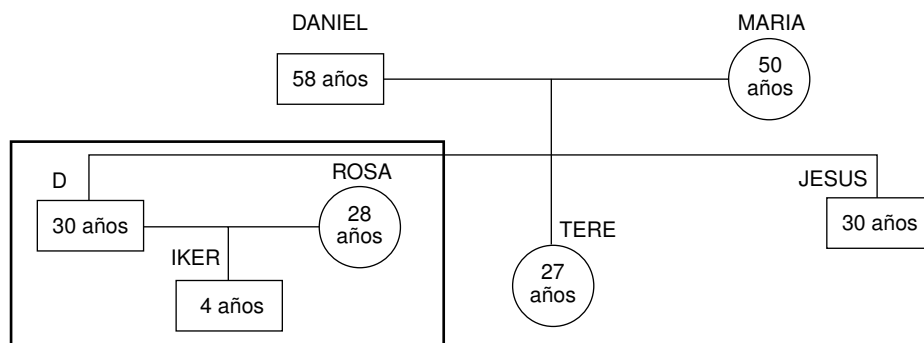 DANIEL
MARIA
58 años
50
años
D
ROSA
JESUS
30 años
28
años
30 años
IKER
TERE
4 años
27
años